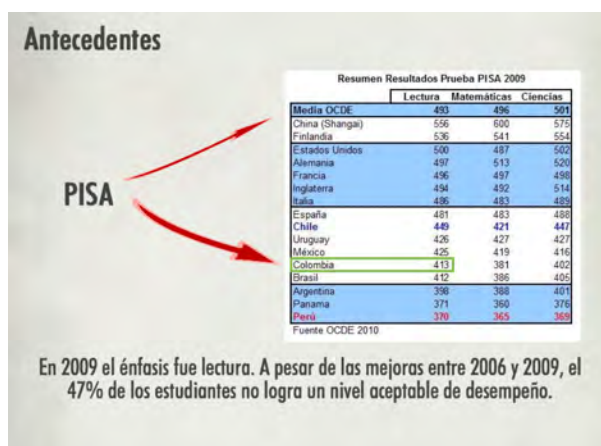 Antecedentes
Resumen Resultados Prueba PISA 2009
Lectura Matemáticas Ciencias
Media OCDE 493 496 501
China (Shangai) 556 600 575
Finlandia 536 541 554
Estados Unidos 500 487 502
Alemania 497 513 520
Francia 496 497 498
Inglaterra 494 492 514
Italia 486 483 489
España 481 483 488
Chile 449 421 447
Uruguay 426 427 427
México 425 419 416
Colombia 413 381 402
Brasil 412 386 405
Argentina 398 388 401
Panama 371 360 376
Perú 370 365 369
Fuente OCDE 2010
PISA
En 2009 el énfasis fue lectura. A pesar de las mejoras entre 2006 y 2009, el
47% de los estudiantes no logra un nivel aceptable de desempeño.